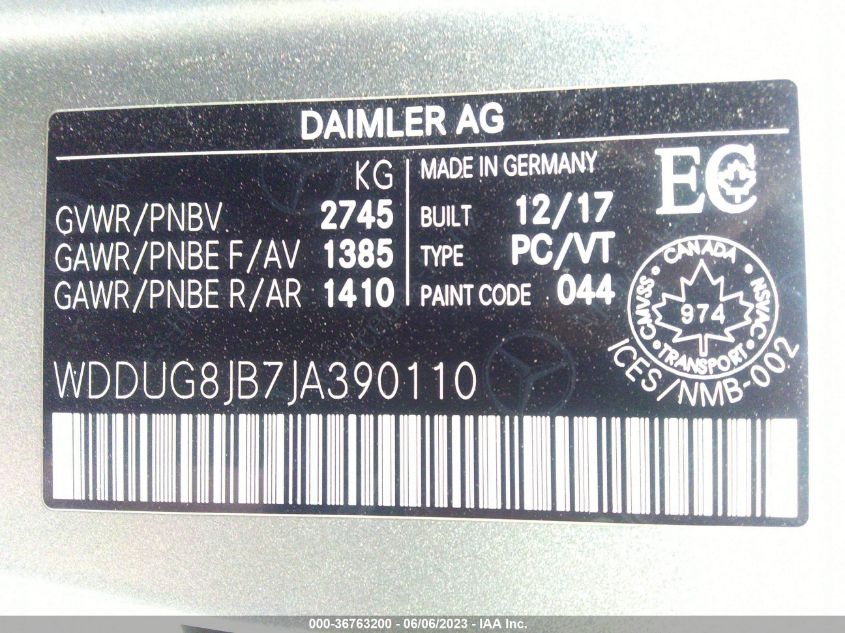 DAIMLER AG
KG
GVWR/PNBV. 2745
GAWR/PNBE F/AV 1385
GAWR/PNBE R/AR 1410
MADE IN GERMANY
BUILT 12/17
TYPE PC/VT
PAINT CODE 044
EC
CANADA
CMVSS/ 974 /NSVAC
TRANSPORT
ICES/NMB-002
WDDUG8JB7JA390110
000-36763200 - 06/06/2023 - IAA Inc.